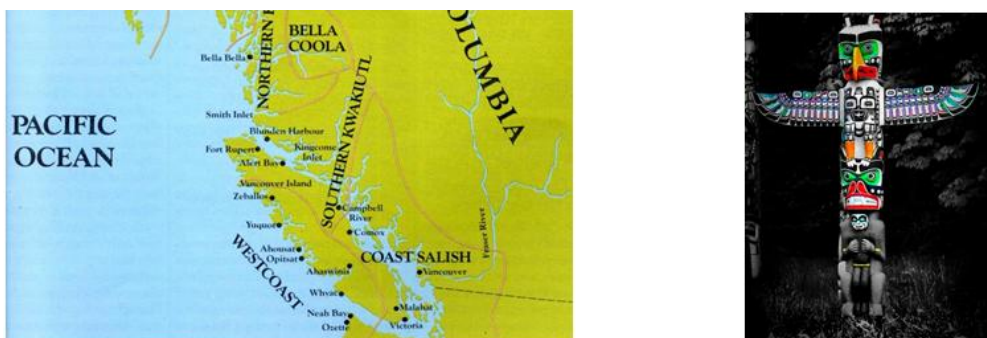 OLUMBIA
BELLA
COOLA
NORTHERN
Bella Bella
SOUTHERN KWAKIUTL
Smith Inlet
PACIFIC
OCEAN
Blunden Harbour
Fort Rupert
Kingcome
Inlet
Alert Bay
Vancouver Island
Zeballos
Campbell
River
Yuquot
Comox
Fraser River
WESTCOAST
Ahousat
Opitsat
COAST SALISH
Aharwinis
Vancouver
Whyac
Malahat
Neah Bay
Victoria
Ozette